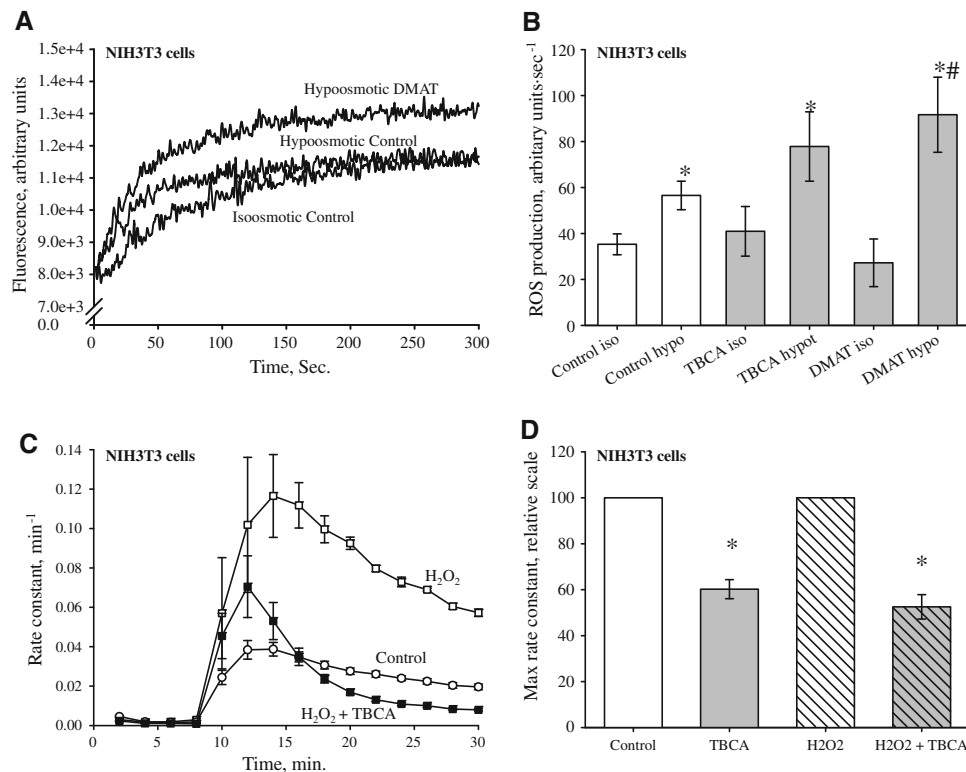 A
NIH3T3 cells
Fluorescence, arbitrary units
1.5e+4
1.4e+4
1.3e+4
1.2e+4
1.1e+4
1.0e+4
9.0e+3
8.0e+3
7.0e+3
0.0
Hypoosmotic DMAT
Hypoosmotic Control
Isoosmotic Control
0 50 100 150 200 250 300
Time, Sec.
B
NIH3T3 cells
ROS production, arbitary units·sec⁻¹
120
100
80
60
40
20
0
* * *#
Control iso
Control hypo
TBCA iso
TBCA hypot
DMAT iso
DMAT hypo
C
NIH3T3 cells
Rate constant, min⁻¹
0.14
0.12
0.10
0.08
0.06
0.04
0.02
0.00
H₂O₂
Control
H₂O₂ + TBCA
0 5 10 15 20 25 30
Time, min.
D
NIH3T3 cells
Max rate constant, relative scale
120
100
80
60
40
20
0
* *
Control TBCA H2O2 H2O2 + TBCA